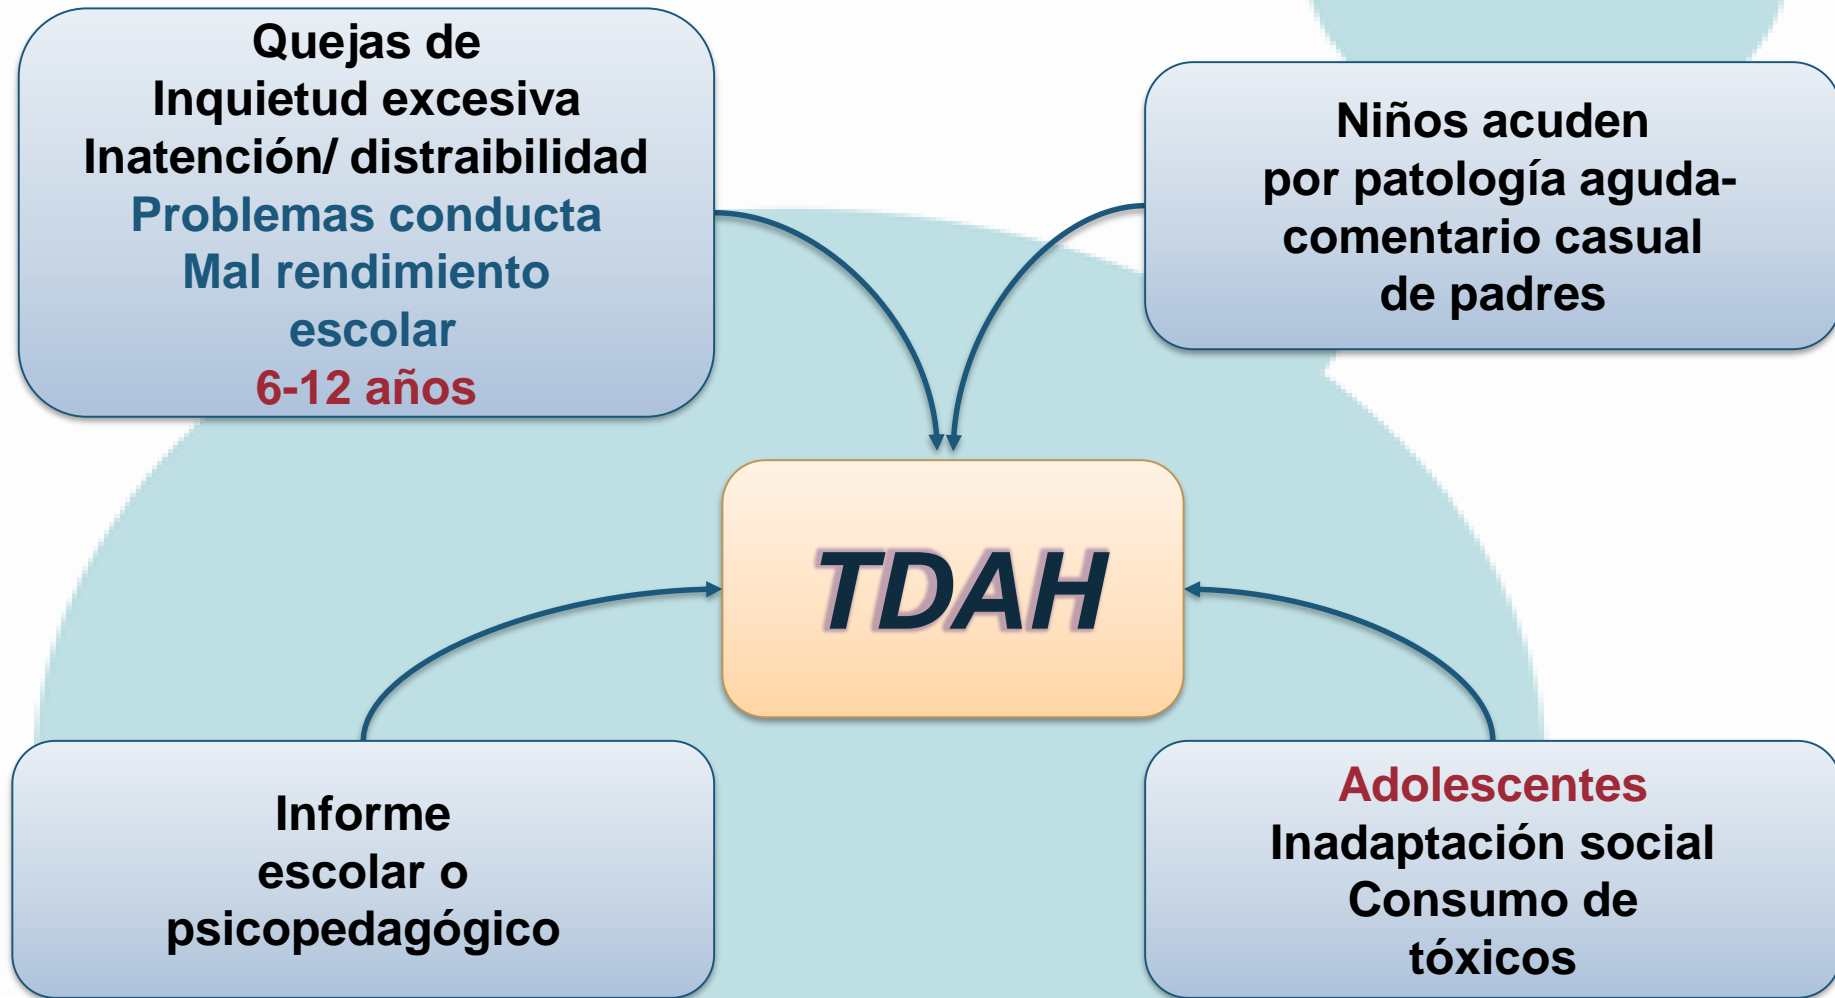 Quejas de
Inquietud excesiva
Inatención/ distraibilidad
Problemas conducta
Mal rendimiento
escolar
6-12 años
Niños acuden
por patología aguda-
comentario casual
de padres
TDAH
Informe
escolar o
psicopedagógico
Adolescentes
Inadaptación social
Consumo de
tóxicos